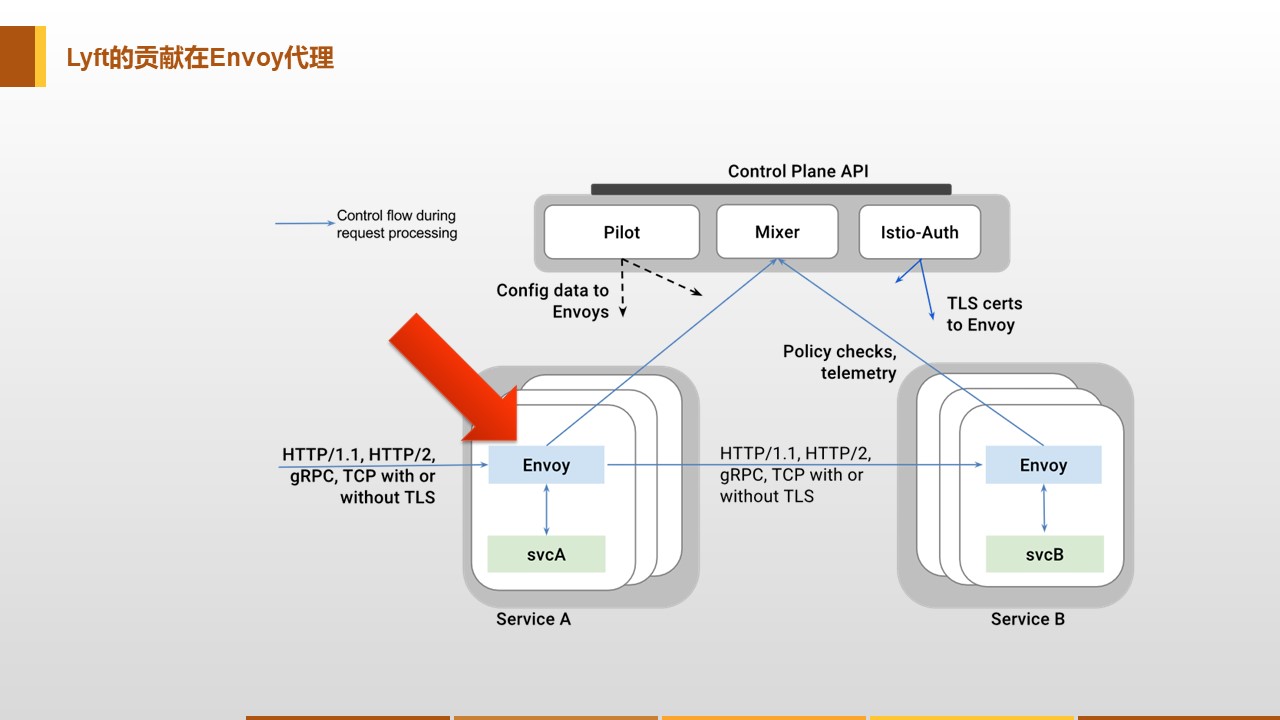 Lyft的贡献在Envoy代理
Control Plane API
Control flow during
request processing
Pilot
Mixer
Istio-Auth
Config data to
Envoys
TLS certs
to Envoy
Policy checks,
telemetry
HTTP/1.1, HTTP/2,
gRPC, TCP with or
without TLS
Envoy
HTTP/1.1, HTTP/2,
gRPC, TCP with or
without TLS
Envoy
svcA
svcB
Service A
Service B